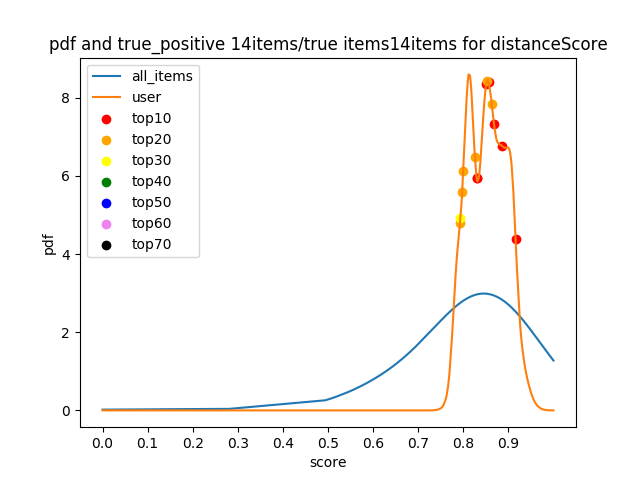 pdf and true_positive 14items/true items14items for distanceScore
all_items
user
top10
top20
top30
top40
top50
top60
top70
8
6
4
2
0
pdf
0.0 0.1 0.2 0.3 0.4 0.5 0.6 0.7 0.8 0.9
score